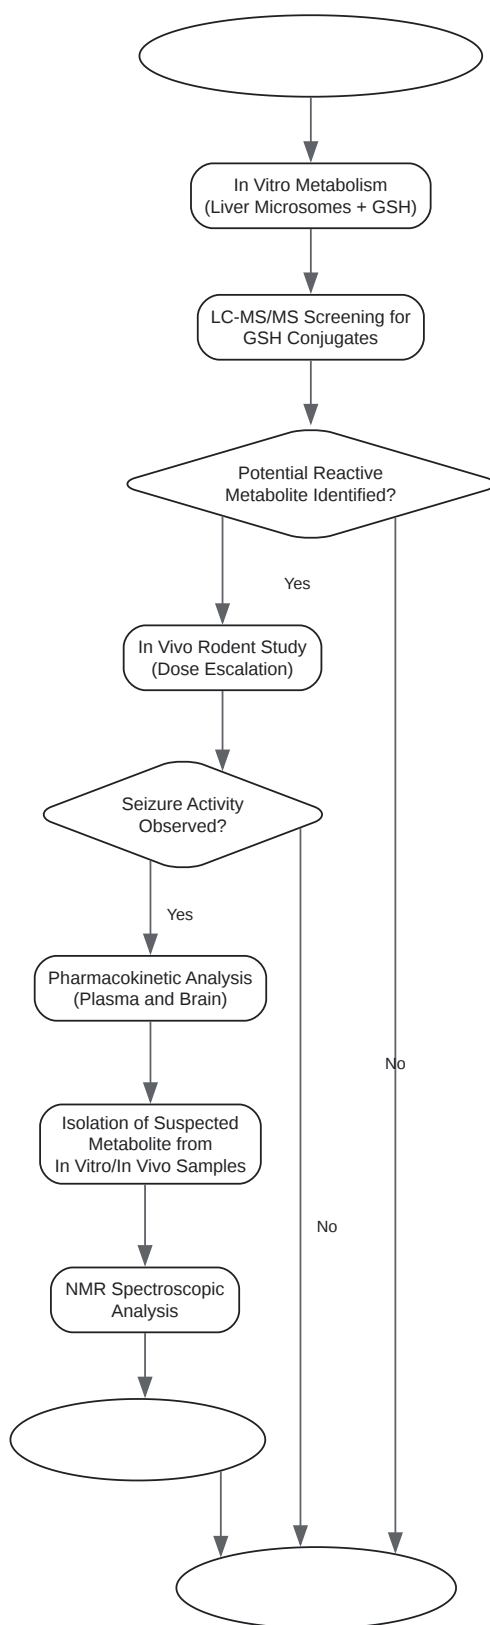 In Vitro Metabolism
(Liver Microsomes + GSH)
LC-MS/MS Screening for
GSH Conjugates
Potential Reactive
Metabolite Identified?
Yes
In Vivo Rodent Study
(Dose Escalation)
Seizure Activity
Observed?
Yes
Pharmacokinetic Analysis
(Plasma and Brain)
No
Isolation of Suspected
Metabolite from
In Vitro/In Vivo Samples
No
NMR Spectroscopic
Analysis